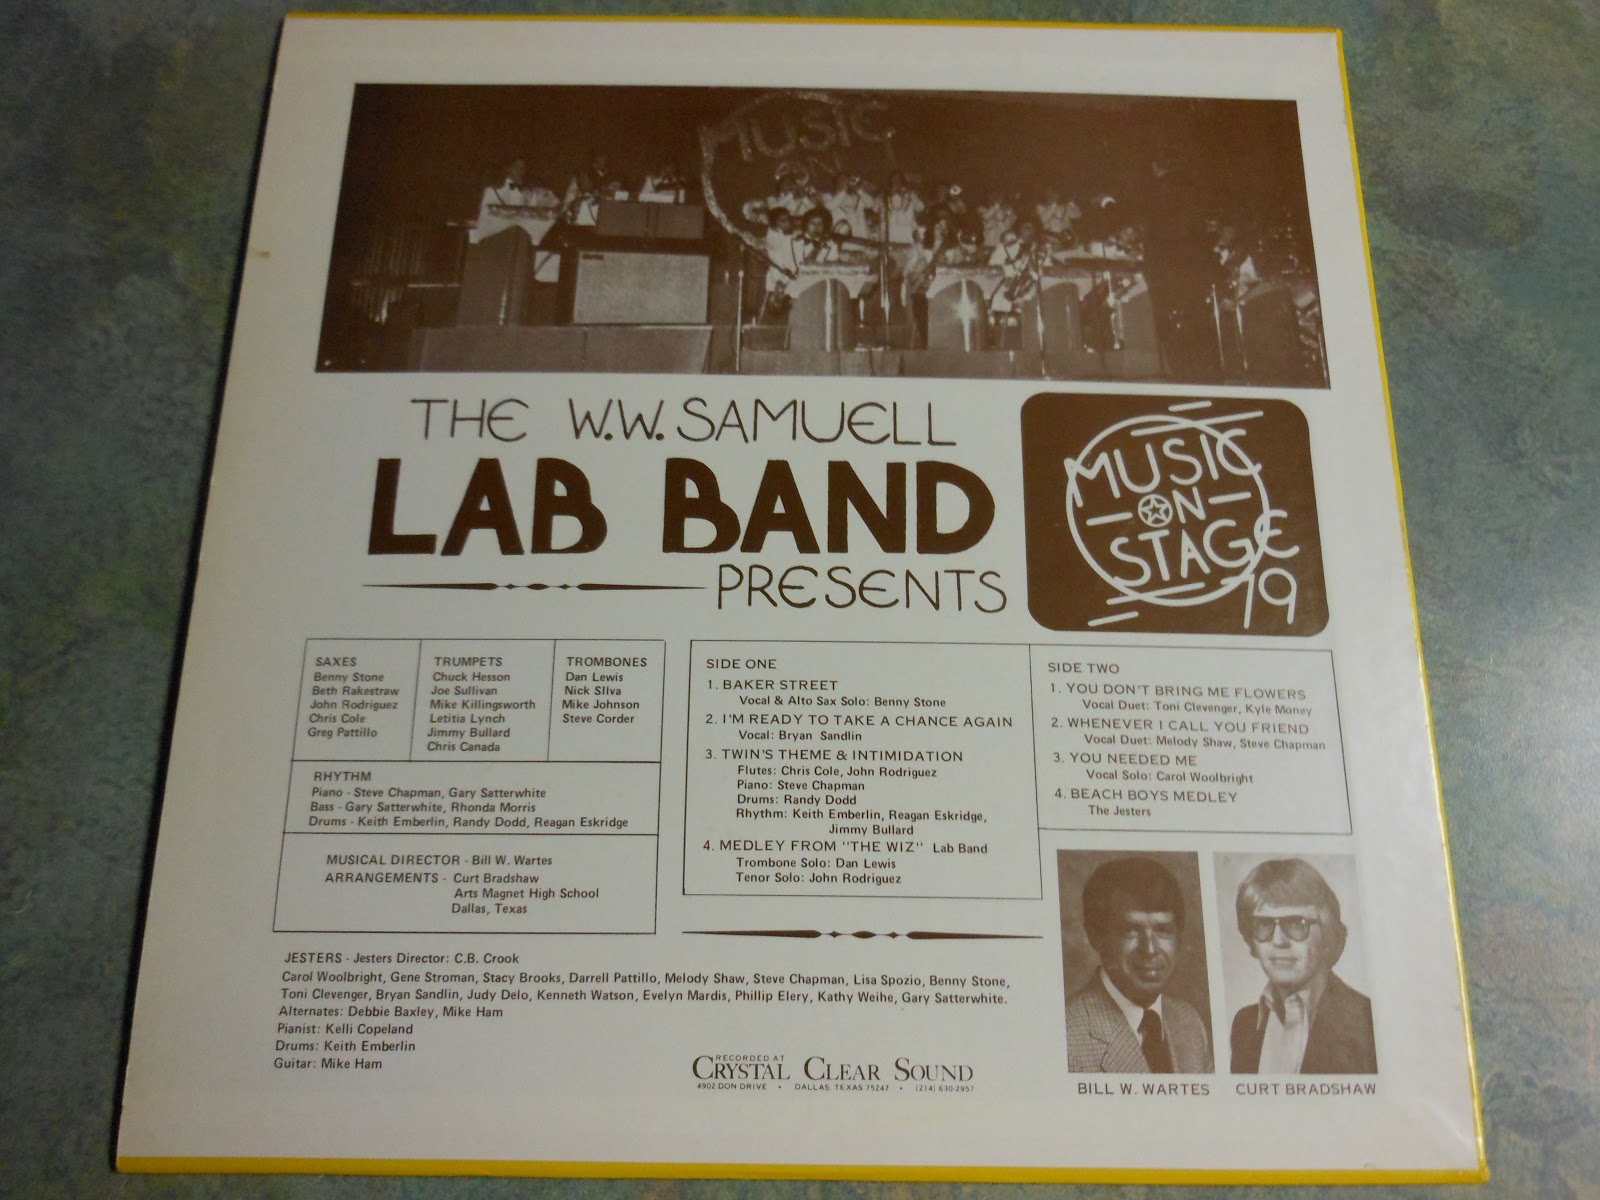 MUSIC
ON
THE W.W. SAMUELL
LAB BAND
PRESENTS
MUSIC
ON
STAGE
79
SAXES
Benny Stone
Beth Rakestraw
John Rodriguez
Chris Cole
Greg Pattillo
TRUMPETS
Chuck Hesson
Joe Sullivan
Mike Killingsworth
Letitia Lynch
Jimmy Bullard
Chris Canada
TROMBONES
Dan Lewis
Nick SIlva
Mike Johnson
Steve Corder
RHYTHM
Piano - Steve Chapman, Gary Satterwhite
Bass - Gary Satterwhite, Rhonda Morris
Drums - Keith Emberlin, Randy Dodd, Reagan Eskridge
MUSICAL DIRECTOR - Bill W. Wartes
ARRANGEMENTS - Curt Bradshaw
Arts Magnet High School
Dallas, Texas
SIDE ONE
1. BAKER STREET
Vocal & Alto Sax Solo: Benny Stone
2. I'M READY TO TAKE A CHANCE AGAIN
Vocal: Bryan Sandlin
3. TWIN'S THEME & INTIMIDATION
Flutes: Chris Cole, John Rodriguez
Piano: Steve Chapman
Drums: Randy Dodd
Rhythm: Keith Emberlin, Reagan Eskridge,
Jimmy Bullard
4. MEDLEY FROM "THE WIZ" Lab Band
Trombone Solo: Dan Lewis
Tenor Solo: John Rodriguez
SIDE TWO
1. YOU DON'T BRING ME FLOWERS
Vocal Duet: Toni Clevenger, Kyle Money
2. WHENEVER I CALL YOU FRIEND
Vocal Duet: Melody Shaw, Steve Chapman
3. YOU NEEDED ME
Vocal Solo: Carol Woolbright
4. BEACH BOYS MEDLEY
The Jesters
JESTERS - Jesters Director: C.B. Crook
Carol Woolbright, Gene Stroman, Stacy Brooks, Darrell Pattillo, Melody Shaw, Steve Chapman, Lisa Spozio, Benny Stone,
Toni Clevenger, Bryan Sandlin, Judy Delo, Kenneth Watson, Evelyn Mardis, Phillip Elery, Kathy Weihe, Gary Satterwhite.
Alternates: Debbie Baxley, Mike Ham
Pianist: Kelli Copeland
Drums: Keith Emberlin
Guitar: Mike Ham
RECORDED AT
CRYSTAL CLEAR SOUND
4902 DON DRIVE • DALLAS, TEXAS 75247 • (214) 630-2957
BILL W. WARTES
CURT BRADSHAW